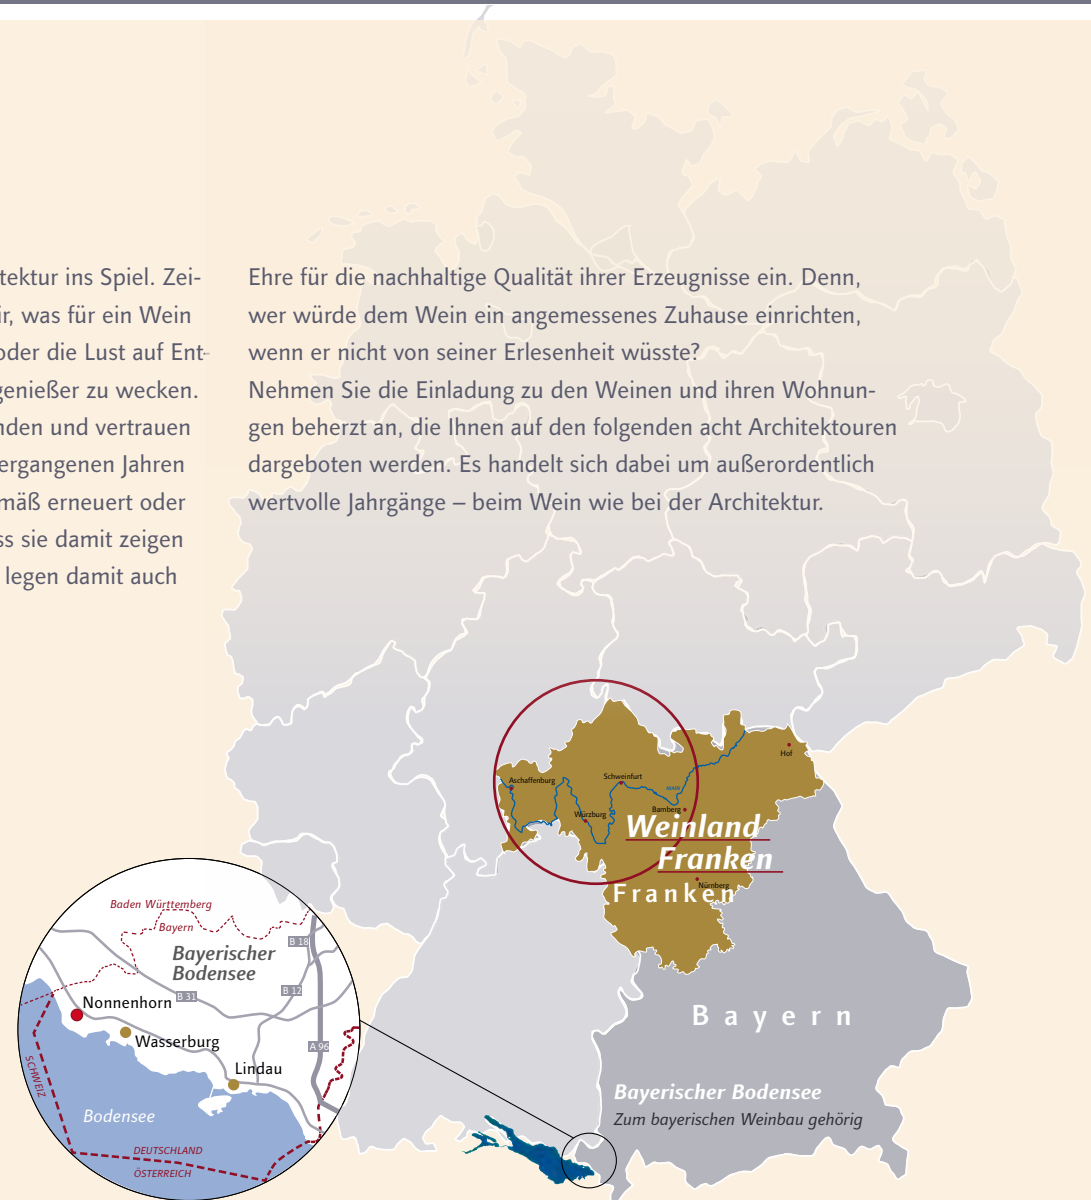 tektur ins Spiel. Zei-
ir, was für ein Wein
oder die Lust auf Ent-
genießer zu wecken.
nden und vertrauen
ergangenen Jahren
mäß erneuert oder
ss sie damit zeigen
legen damit auch
Ehre für die nachhaltige Qualität ihrer Erzeugnisse ein. Denn,
wer würde dem Wein ein angemessenes Zuhause einrichten,
wenn er nicht von seiner Erlesenheit wüsste?
Nehmen Sie die Einladung zu den Weinen und ihren Wohnun-
gen beherzt an, die Ihnen auf den folgenden acht Architektouren
dargeboten werden. Es handelt sich dabei um außerordentlich
wertvolle Jahrgänge – beim Wein wie bei der Architektur.
Hof
Aschaffenburg
Schweinfurt
MAIN
Würzburg
Bamberg
Weinland
Franken
Nürnberg
Franken
Bayern
Bayerischer Bodensee
Zum bayerischen Weinbau gehörig
Baden Württemberg
Bayern
B 18
Bayerischer
Bodensee
B 31
B 12
Nonnenhorn
Wasserburg
A 96
Lindau
SCHWEIZ
Bodensee
DEUTSCHLAND
ÖSTERREICH